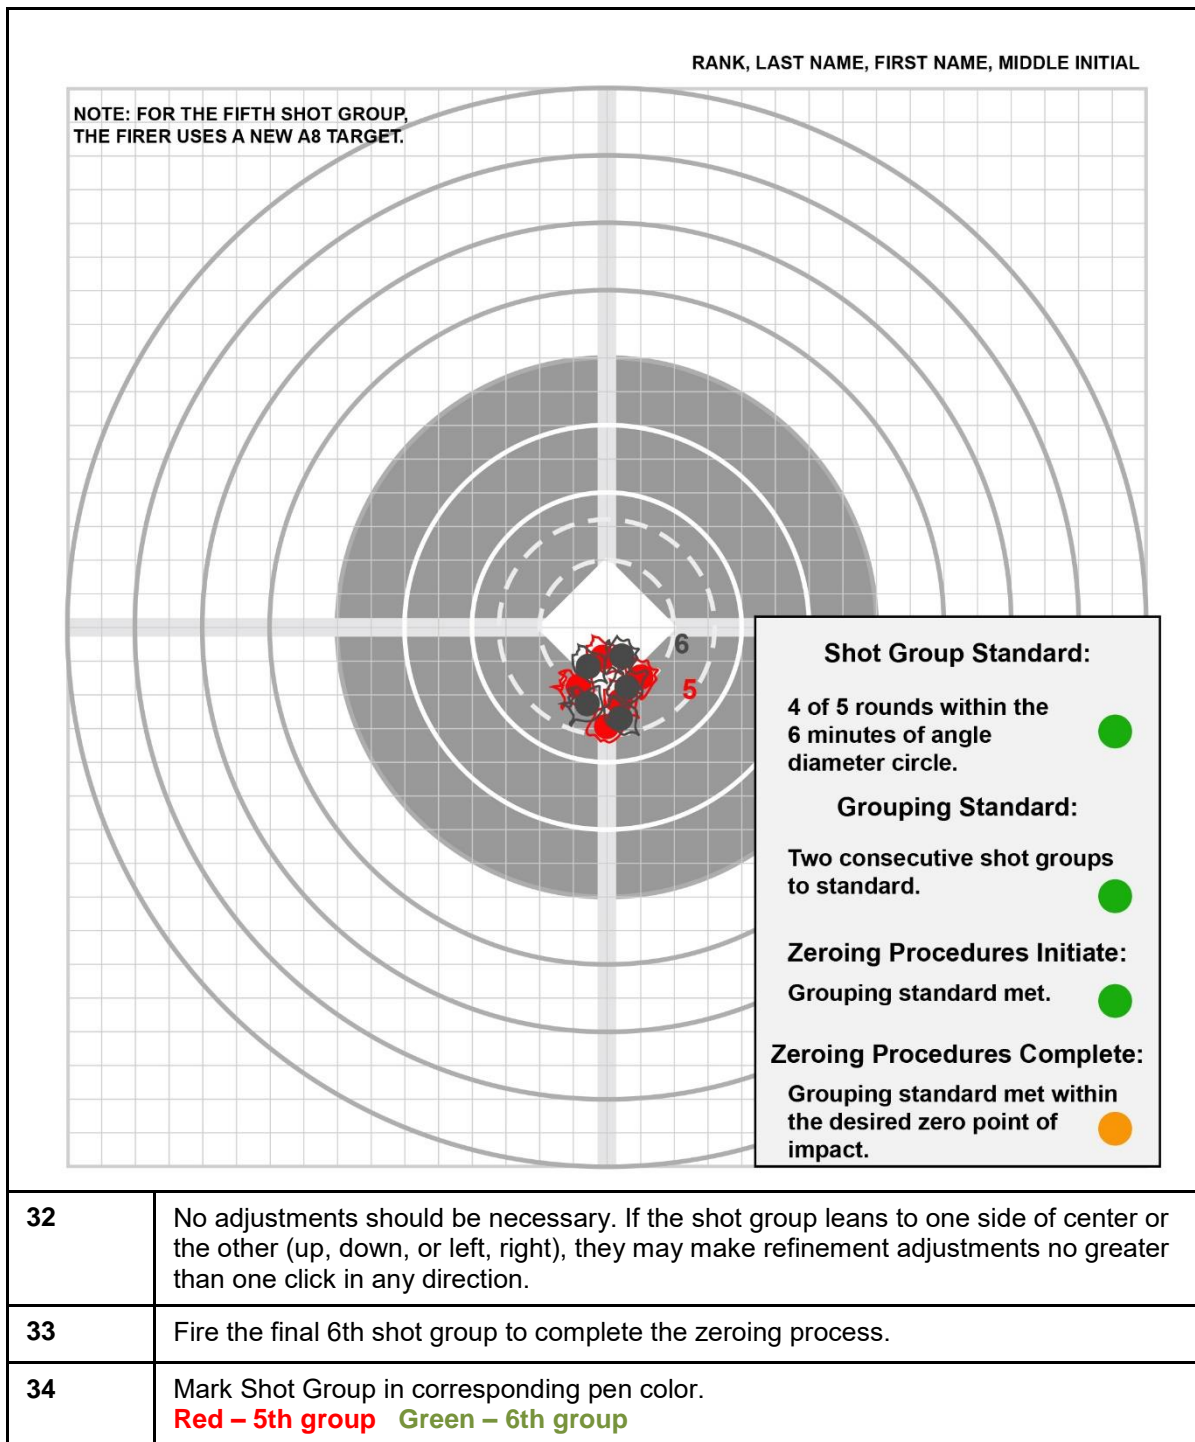 RANK, LAST NAME, FIRST NAME, MIDDLE INITIAL
NOTE: FOR THE FIFTH SHOT GROUP,
THE FIRER USES A NEW A8 TARGET.
6
5
Shot Group Standard:
4 of 5 rounds within the
6 minutes of angle
diameter circle.
Grouping Standard:
Two consecutive shot groups
to standard.
Zeroing Procedures Initiate:
Grouping standard met.
Zeroing Procedures Complete:
Grouping standard met within
the desired zero point of
impact.
32 No adjustments should be necessary. If the shot group leans to one side of center or
the other (up, down, or left, right), they may make refinement adjustments no greater
than one click in any direction.
33 Fire the final 6th shot group to complete the zeroing process.
34 Mark Shot Group in corresponding pen color.
Red – 5th group Green – 6th group